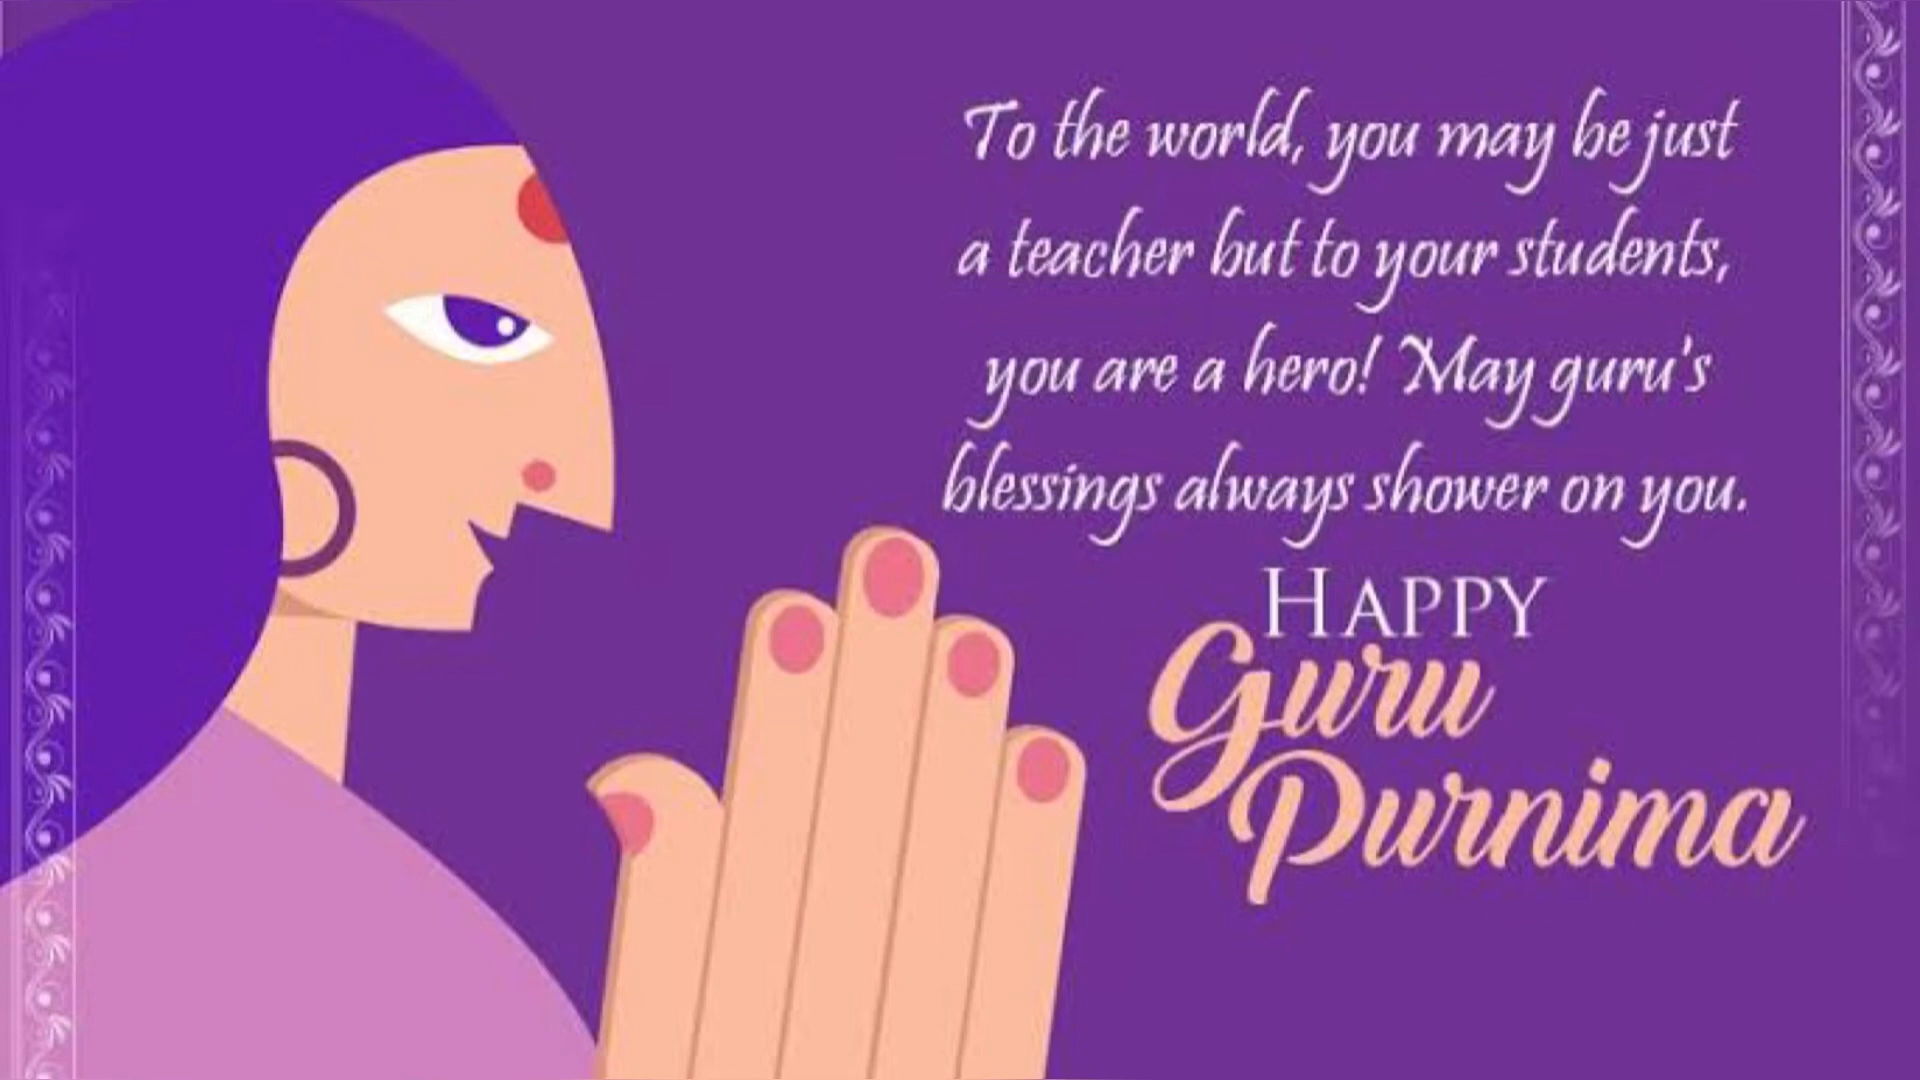 To the world, you may be just
a teacher but to your students,
you are a hero! May guru's
blessings always shower on you.
HAPPY
Guru
Purnima